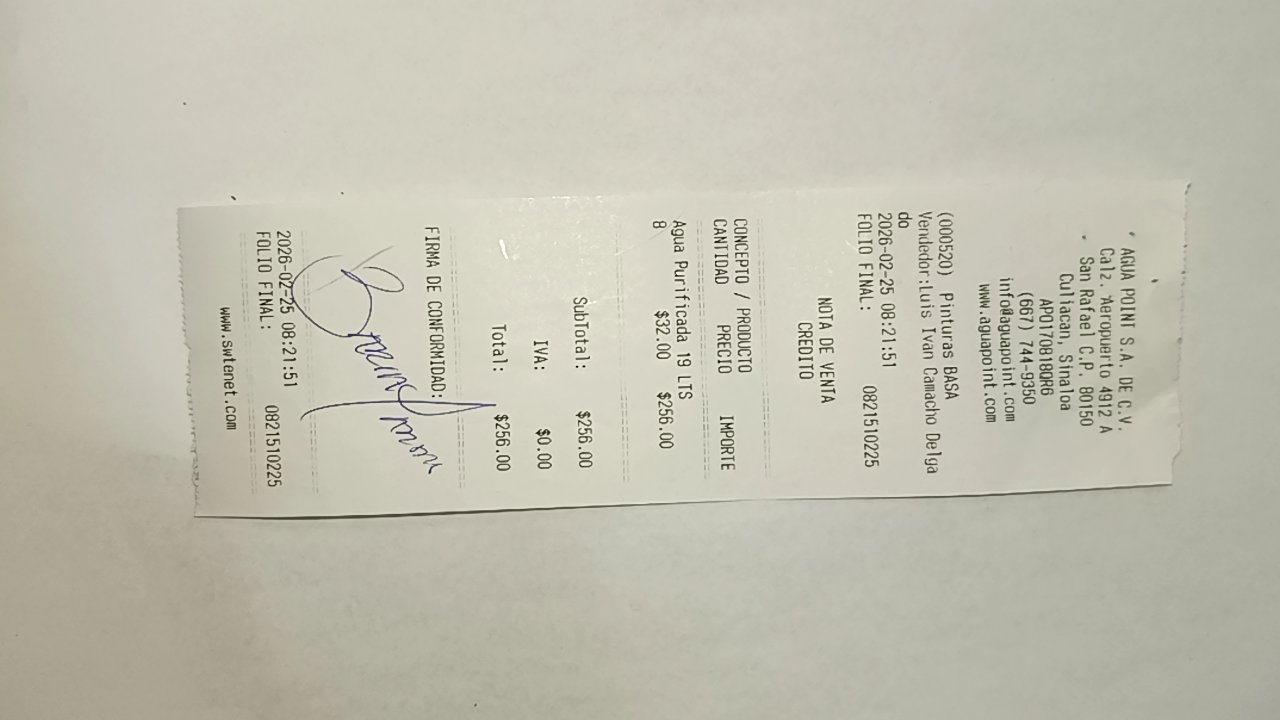 AGUA POINT S.A. DE C.V.
Calz. Aeropuerto 4912 A
San Rafael C.P. 80150
Culiacan, Sinaloa
APO170818QR6
(667) 744-9350
info@aguapoint.com
www.aguapoint.com
(000520) Pinturas BASA
Vendedor:Luis Ivan Camacho Delga
do
2026-02-25 08:21:51
FOLIO FINAL: 0821510225
NOTA DE VENTA
CREDITO
CONCEPTO / PRODUCTO
CANTIDAD PRECIO IMPORTE
Agua Purificada 19 LTS
8 $32.00 $256.00
SubTotal: $256.00
IVA: $0.00
Total: $256.00
FIRMA DE CONFORMIDAD:
2026-02-25 08:21:51
FOLIO FINAL: 0821510225
www.swtenet.com